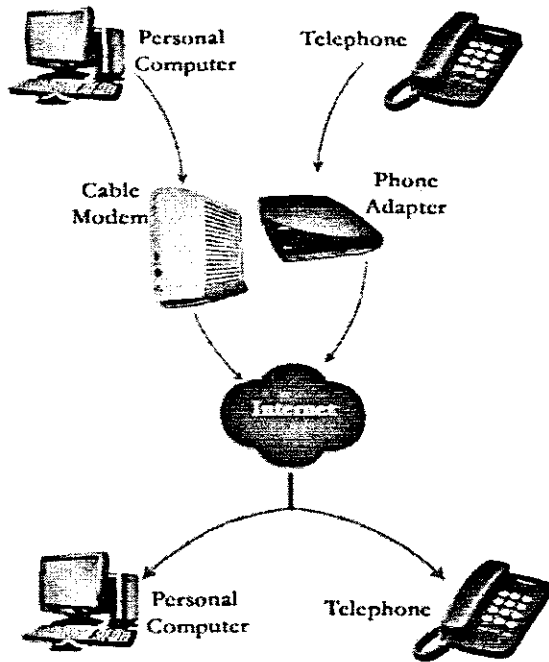 Personal
Computer
Telephone
Cable
Modem
Phone
Adapter
Internet
Personal
Computer
Telephone